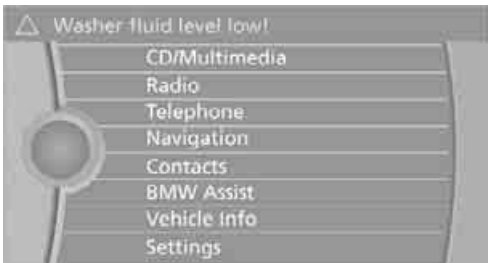 Washer fluid level low!
CD/Multimedia
Radio
Telephone
Navigation
Contacts
BMW Assist
Vehicle Info
Settings